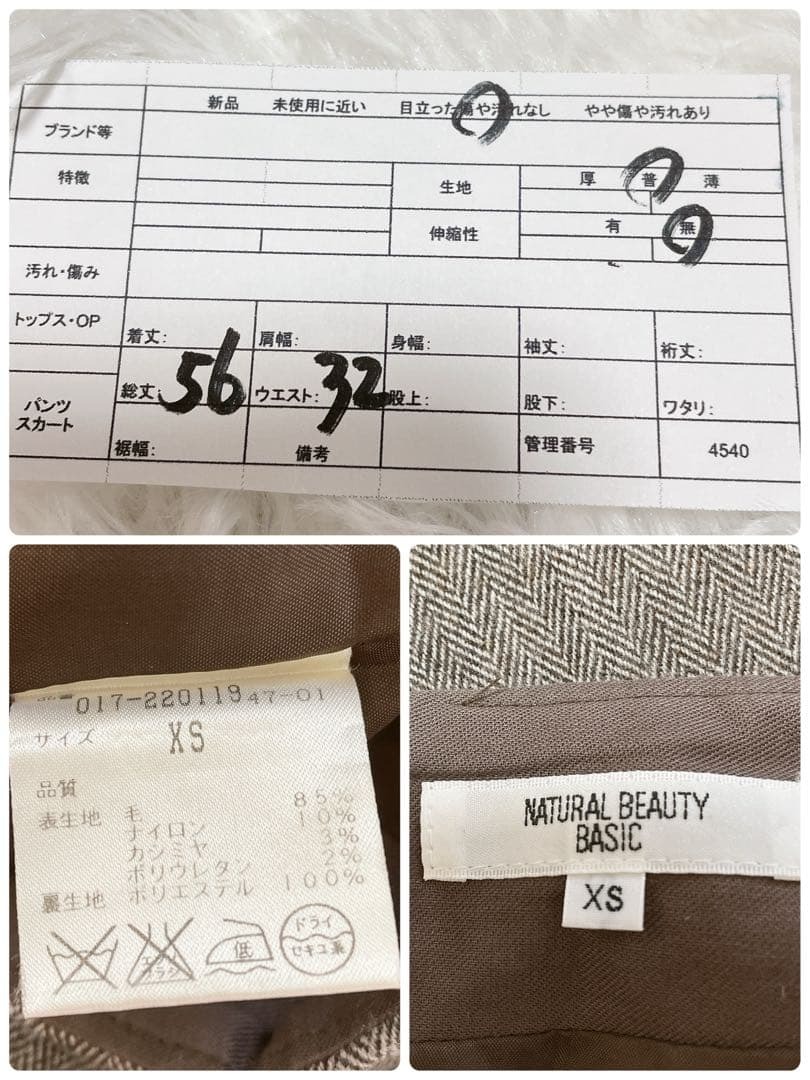 新品 未使用に近い 目立った傷や汚れなし やや傷や汚れあり
ブランド等
特徴 生地 厚 普 薄
伸縮性 有 無
汚れ・傷み
トップス・OP 着丈: 肩幅: 身幅: 袖丈: 裄丈:
パンツ スカート 総丈: 56 ウエスト: 32 股上: 股下: ワタリ:
裾幅: 備考 管理番号 4540
017-220119 47-01
サイズ XS
品質
表生地 毛 85%
ナイロン 10%
カシミヤ 3%
ポリウレタン 2%
裏生地 ポリエステル 100%
エンソ
低
ドライ
セキユ系
NATURAL BEAUTY
BASIC
XS